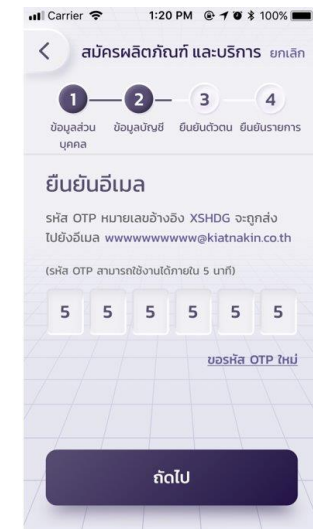 Carrier 1:20 PM 100%
สมัครผลิตภัณฑ์ และบริการ ยกเลิก
1 2 3 4
ข้อมูลส่วนบุคคล ข้อมูลบัญชี ยืนยันตัวตน ยืนยันรายการ
ยืนยันอีเมล
รหัส OTP หมายเลขอ้างอิง XSHDG จะถูกส่ง
ไปยังอีเมล wwwwwwwwww@kiatnakin.co.th
(รหัส OTP สามารถใช้งานได้ภายใน 5 นาที)
5 5 5 5 5 5
ขอรหัส OTP ใหม่
ถัดไป